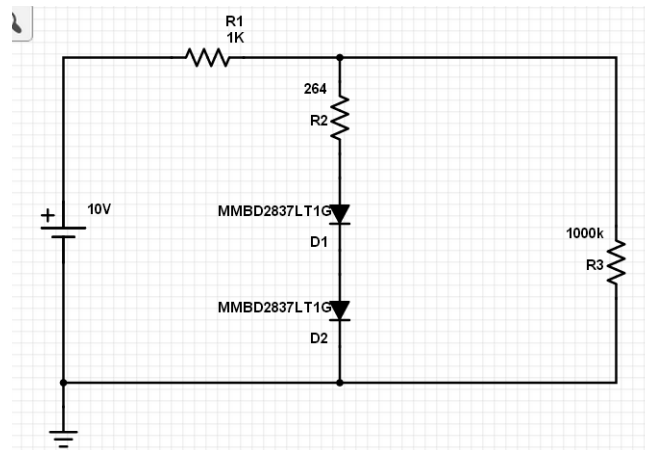 R1
1K
264
R2
+
10V
MMBD2837LT1G
D1
1000k
R3
MMBD2837LT1G
D2